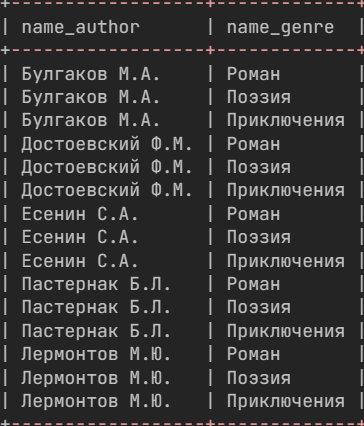 +------------------+------------+
| name_author      | name_genre  |
+------------------+------------+
| Булгаков М.А.    | Роман       |
| Булгаков М.А.    | Поэзия      |
| Булгаков М.А.    | Приключения |
| Достоевский Ф.М. | Роман       |
| Достоевский Ф.М. | Поэзия      |
| Достоевский Ф.М. | Приключения |
| Есенин С.А.      | Роман       |
| Есенин С.А.      | Поэзия      |
| Есенин С.А.      | Приключения |
| Пастернак Б.Л.   | Роман       |
| Пастернак Б.Л.   | Поэзия      |
| Пастернак Б.Л.   | Приключения |
| Лермонтов М.Ю.   | Роман       |
| Лермонтов М.Ю.   | Поэзия      |
| Лермонтов М.Ю.   | Приключения |
+------------------+------------+